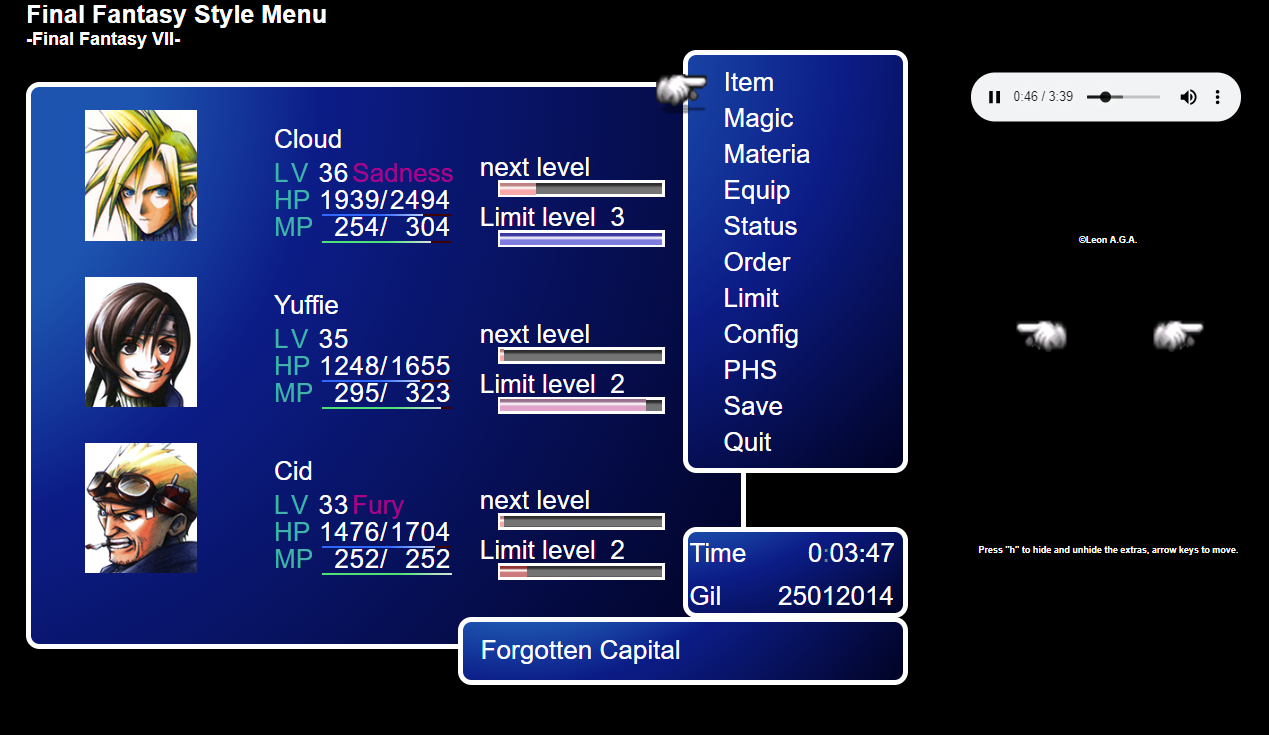 Final Fantasy Style Menu
-Final Fantasy VII-
Cloud
LV 36 Sadness
HP 1939/2494
MP 254/ 304
next level
Limit level 3
Yuffie
LV 35
HP 1248/1655
MP 295/ 323
next level
Limit level 2
Cid
LV 33 Fury
HP 1476/1704
MP 252/ 252
next level
Limit level 2
Item
Magic
Materia
Equip
Status
Order
Limit
Config
PHS
Save
Quit
Time 0:03:47
Gil 25012014
Forgotten Capital
0:46 / 3:39
©Leon A.G.A.
Press "h" to hide and unhide the extras, arrow keys to move.